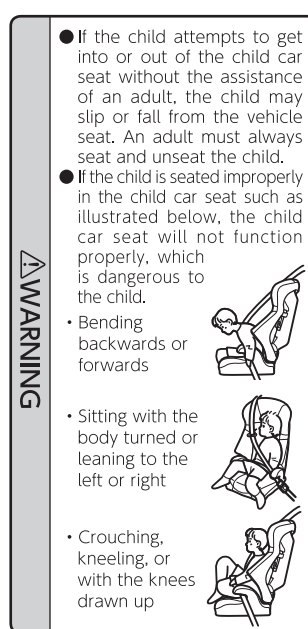 ⚠WARNING
● If the child attempts to get
into or out of the child car
seat without the assistance
of an adult, the child may
slip or fall from the vehicle
seat. An adult must always
seat and unseat the child.
● If the child is seated improperly
in the child car seat such as
illustrated below, the child
car seat will not function
properly, which
is dangerous to
the child.
・Bending
backwards or
forwards
・Sitting with the
body turned or
leaning to the
left or right
・Crouching,
kneeling, or
with the knees
drawn up